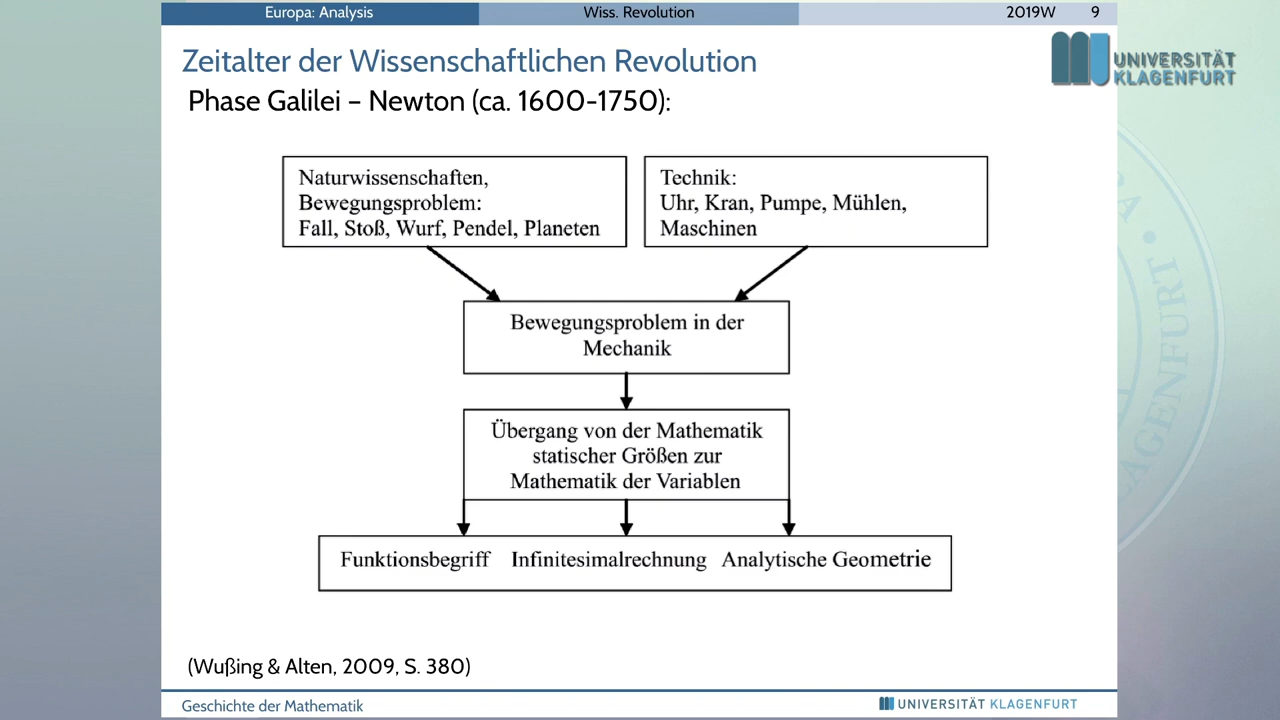 Europa: Analysis
Wiss. Revolution
2019W 9
Zeitalter der Wissenschaftlichen Revolution
UNIVERSITÄT
KLAGENFURT
Phase Galilei – Newton (ca. 1600-1750):
Naturwissenschaften,
Bewegungsproblem:
Fall, Stoß, Wurf, Pendel, Planeten
Technik:
Uhr, Kran, Pumpe, Mühlen,
Maschinen
Bewegungsproblem in der
Mechanik
Übergang von der Mathematik
statischer Größen zur
Mathematik der Variablen
Funktionsbegriff Infinitesimalrechnung Analytische Geometrie
(Wußing & Alten, 2009, S. 380)
Geschichte der Mathematik
UNIVERSITÄT KLAGENFURT
KLAGENFURT